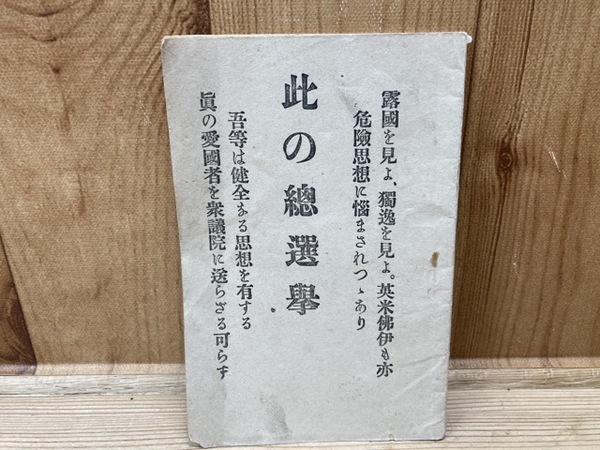 露國を見よ、獨逸を見よ。英米佛伊も亦
危險思想に惱まされつゝあり
此の總選擧
吾等は健全なる思想を有する
眞の愛國者を衆議院に送らざる可らず